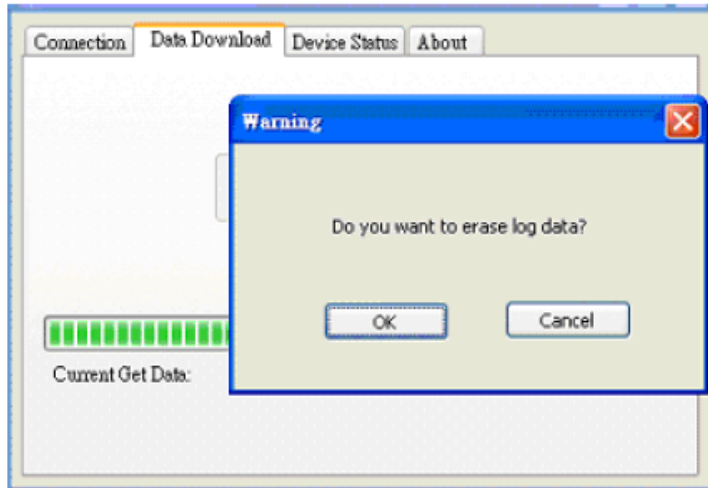 Connection Data Download Device Status About
Warning
Do you want to erase log data?
OK Cancel
Current Get Data: